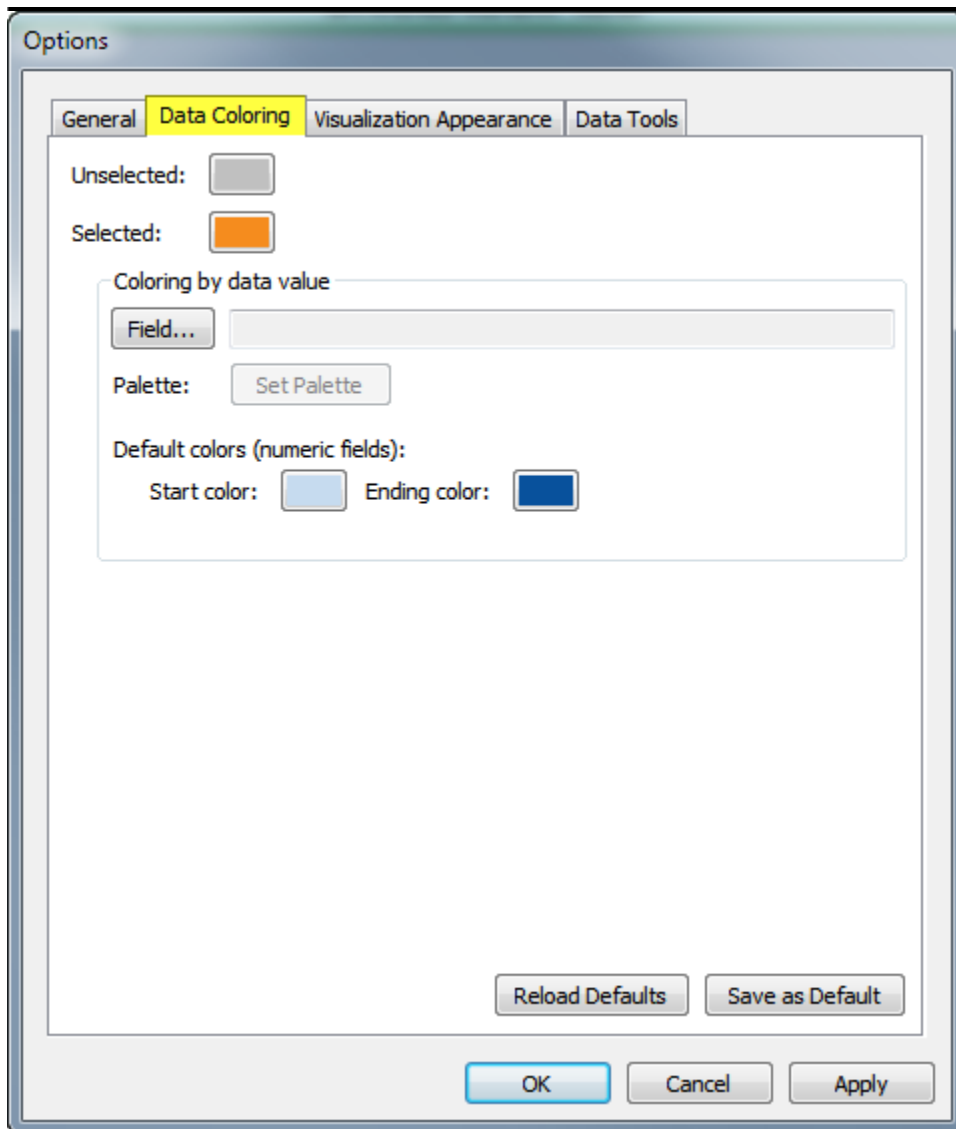 Options
General Data Coloring Visualization Appearance Data Tools
Unselected:
Selected:
Coloring by data value
Field...
Palette: Set Palette
Default colors (numeric fields):
Start color: Ending color:
Reload Defaults Save as Default
OK Cancel Apply